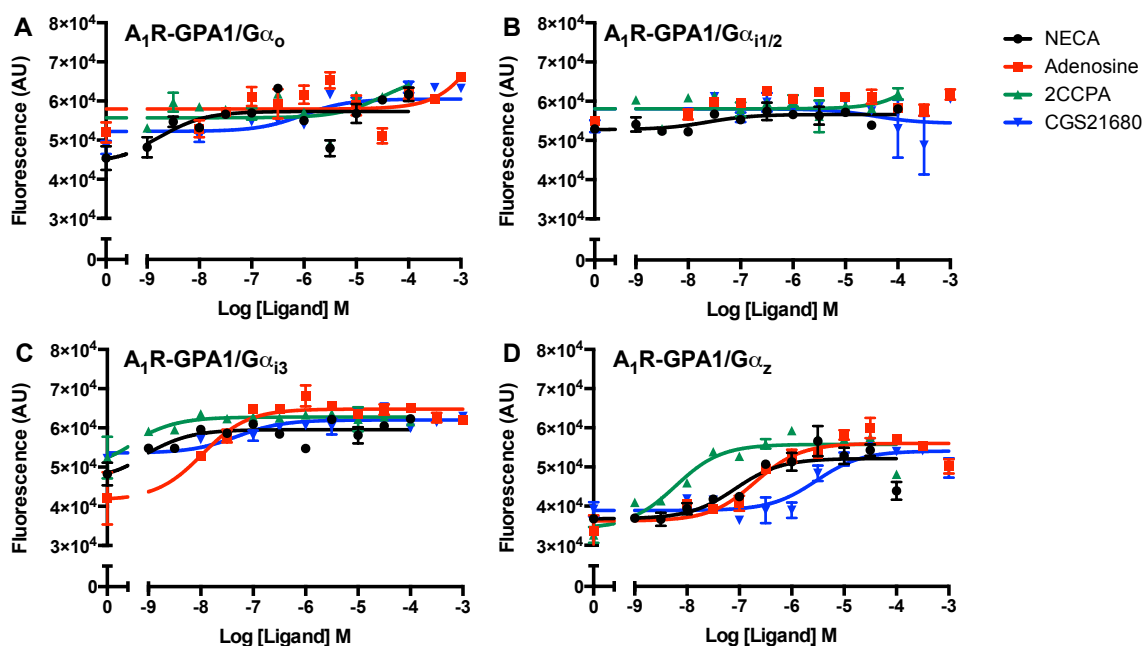 A A₁R-GPA1/Gαₒ
Fluorescence (AU)
8×10⁴
7×10⁴
6×10⁴
5×10⁴
4×10⁴
3×10⁴
0
0 -9 -8 -7 -6 -5 -4 -3
Log [Ligand] M
B A₁R-GPA1/Gαᵢ₁/₂
Fluorescence (AU)
8×10⁴
7×10⁴
6×10⁴
5×10⁴
4×10⁴
3×10⁴
0
0 -9 -8 -7 -6 -5 -4 -3
Log [Ligand] M
NECA
Adenosine
2CCPA
CGS21680
C A₁R-GPA1/Gαᵢ₃
Fluorescence (AU)
8×10⁴
7×10⁴
6×10⁴
5×10⁴
4×10⁴
3×10⁴
0
0 -9 -8 -7 -6 -5 -4 -3
Log [Ligand] M
D A₁R-GPA1/Gα_z
Fluorescence (AU)
8×10⁴
7×10⁴
6×10⁴
5×10⁴
4×10⁴
3×10⁴
0
0 -9 -8 -7 -6 -5 -4 -3
Log [Ligand] M